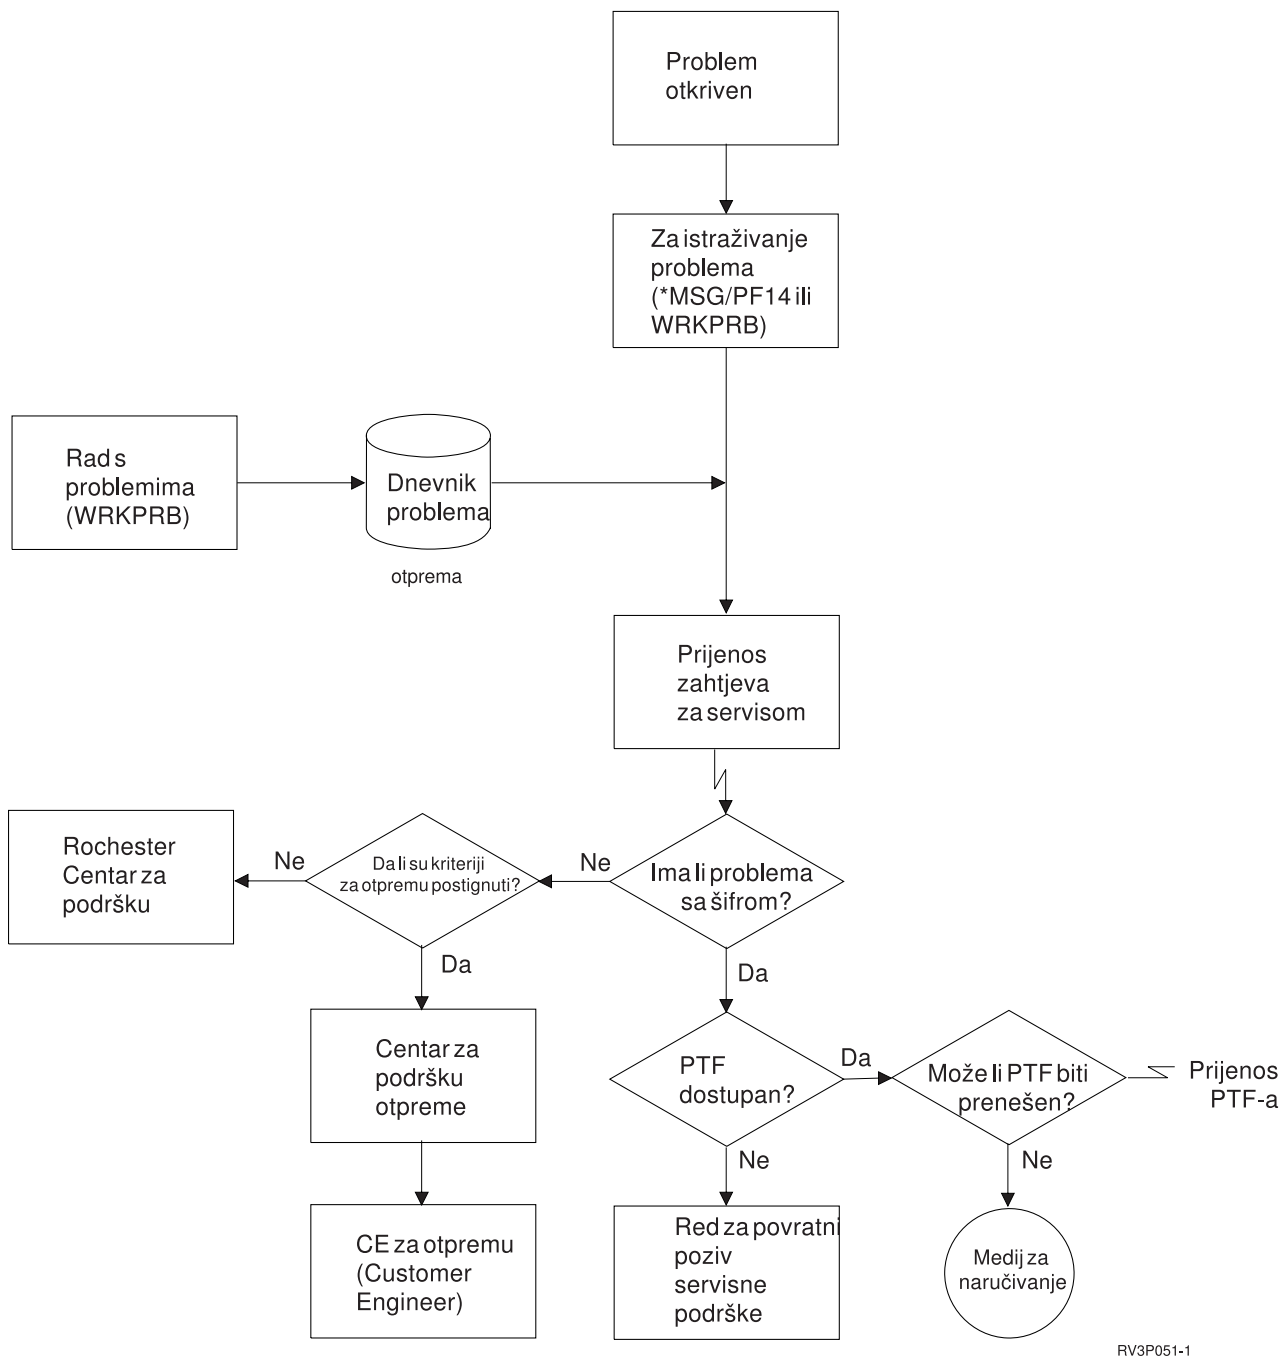 Problem
otkriven
Za istraživanje
problema
(*MSG/PF14 ili
WRKPRB)
Rad s
problemima
(WRKPRB)
Dnevnik
problema
otprema
Prijenos
zahtjeva
za servisom
Rochester
Centar za
podršku
Ne
Da li su kriteriji
za otpremu postignuti?
Ne
Ima li problema
sa šifrom?
Da
Da
Centar za
podršku
otpreme
PTF
dostupan?
Da
Može li PTF biti
prenešen?
Prijenos
PTF-a
Ne
Ne
CE za otpremu
(Customer
Engineer)
Red za povratni
poziv
servisne
podrške
Medij za
naručivanje
RV3P051-1